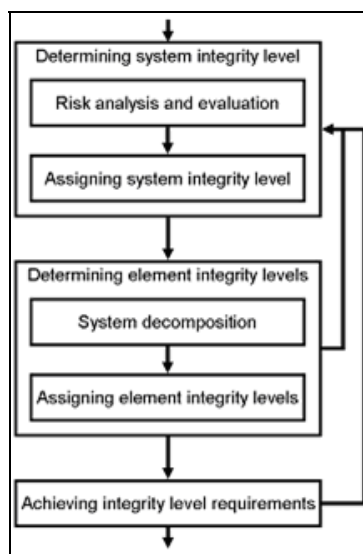 Determining system integrity level
Risk analysis and evaluation
Assigning system integrity level
Determining element integrity levels
System decomposition
Assigning element integrity levels
Achieving integrity level requirements